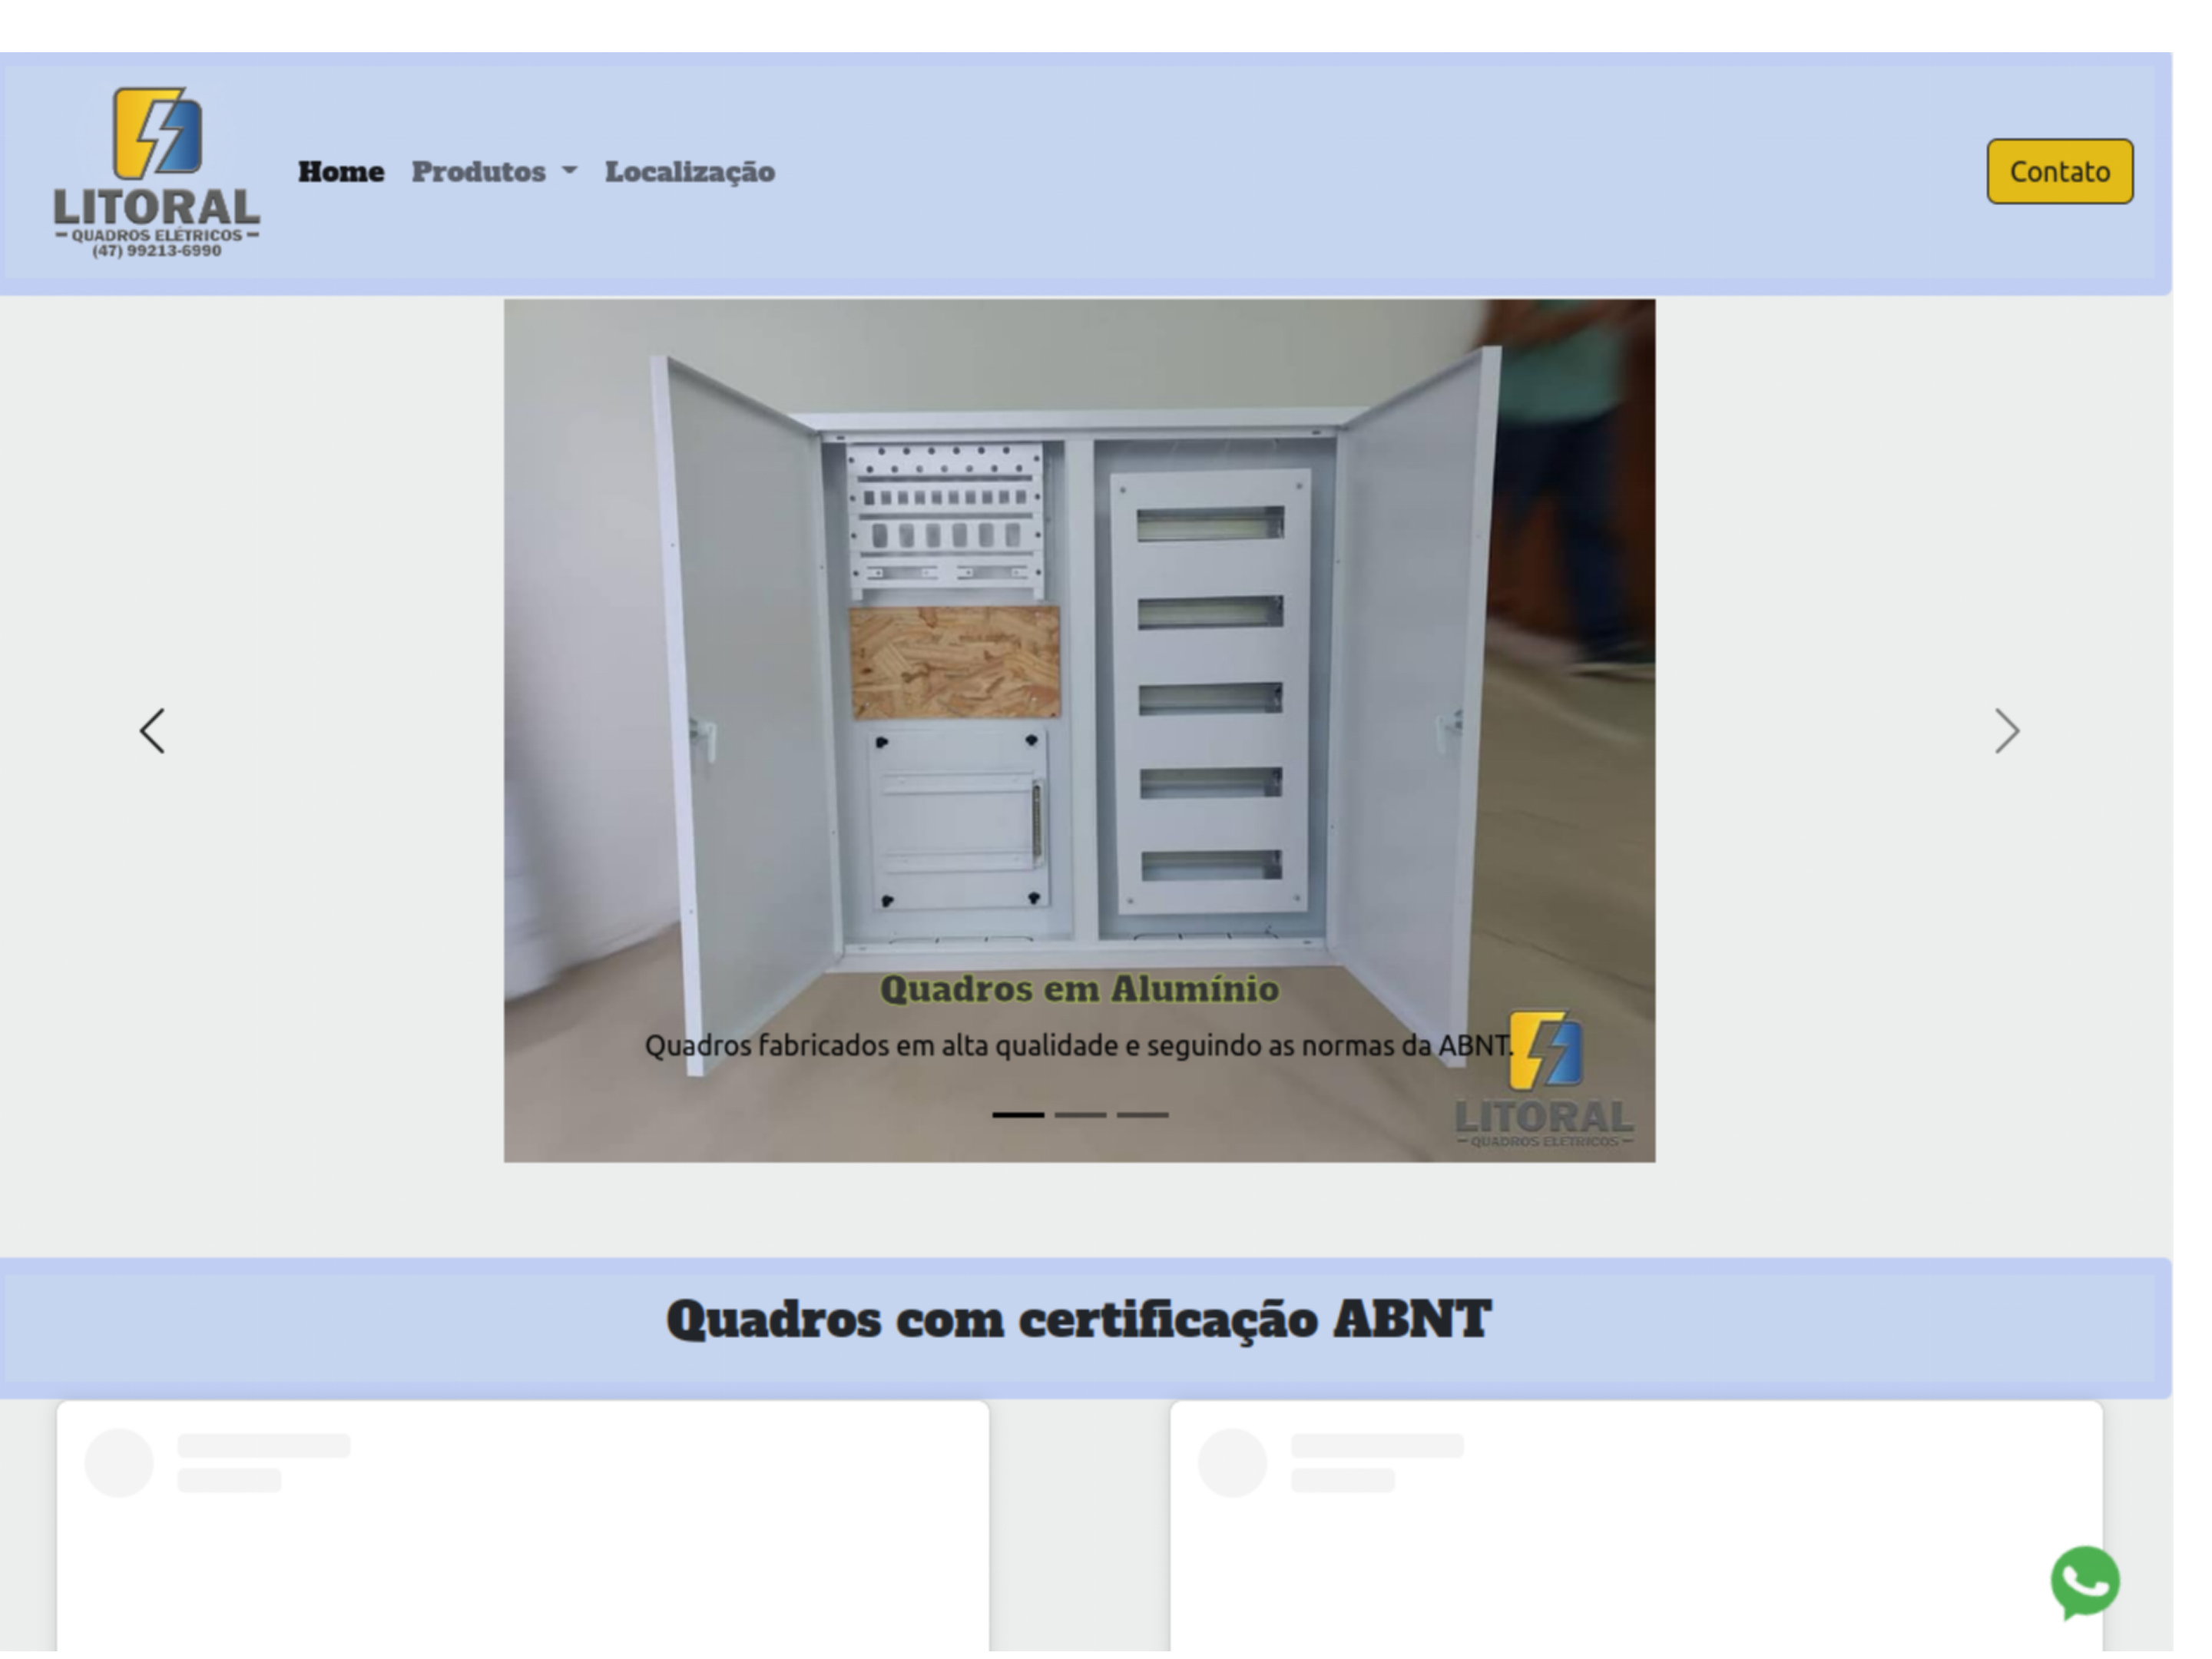 LITORAL
QUADROS ELÉTRICOS
(47) 99213-6990
Home Produtos Localização
Contato
Quadros em Alumínio
Quadros fabricados em alta qualidade e seguindo as normas da ABNT.
LITORAL
QUADROS ELÉTRICOS
Quadros com certificação ABNT